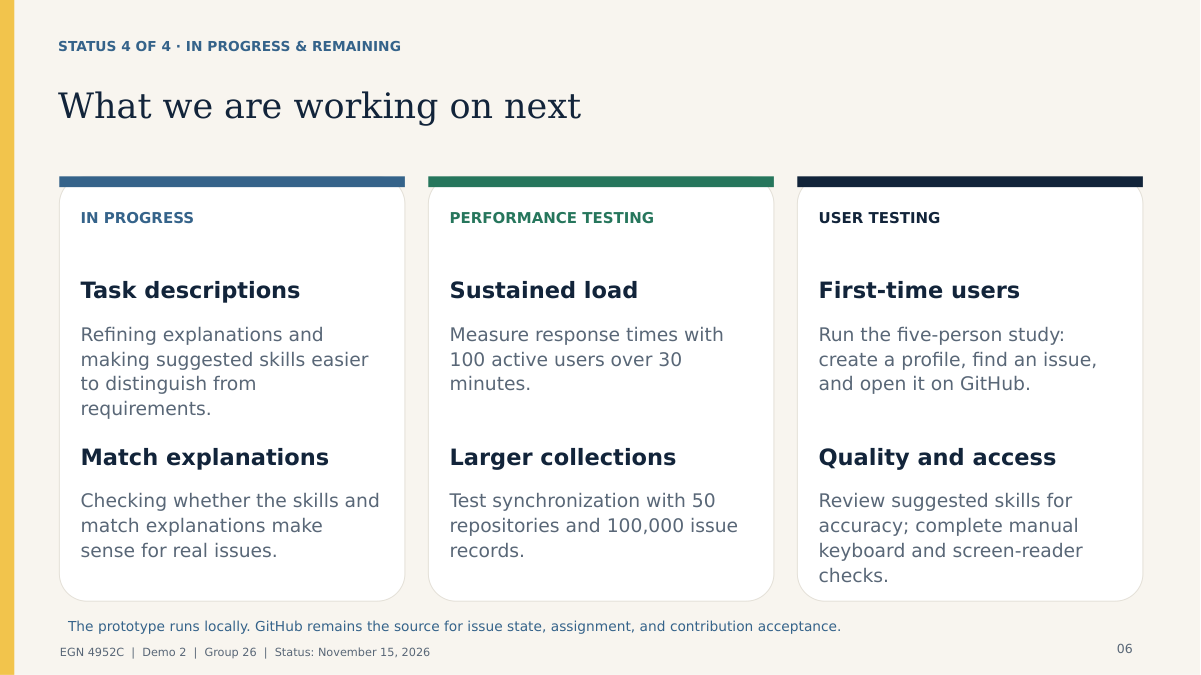 STATUS 4 OF 4 · IN PROGRESS & REMAINING
What we are working on next
IN PROGRESS
Task descriptions
Refining explanations and
making suggested skills easier
to distinguish from
requirements.
Match explanations
Checking whether the skills and
match explanations make
sense for real issues.
PERFORMANCE TESTING
Sustained load
Measure response times with
100 active users over 30
minutes.
Larger collections
Test synchronization with 50
repositories and 100,000 issue
records.
USER TESTING
First-time users
Run the five-person study:
create a profile, find an issue,
and open it on GitHub.
Quality and access
Review suggested skills for
accuracy; complete manual
keyboard and screen-reader
checks.
The prototype runs locally. GitHub remains the source for issue state, assignment, and contribution acceptance.
EGN 4952C | Demo 2 | Group 26 | Status: November 15, 2026
06